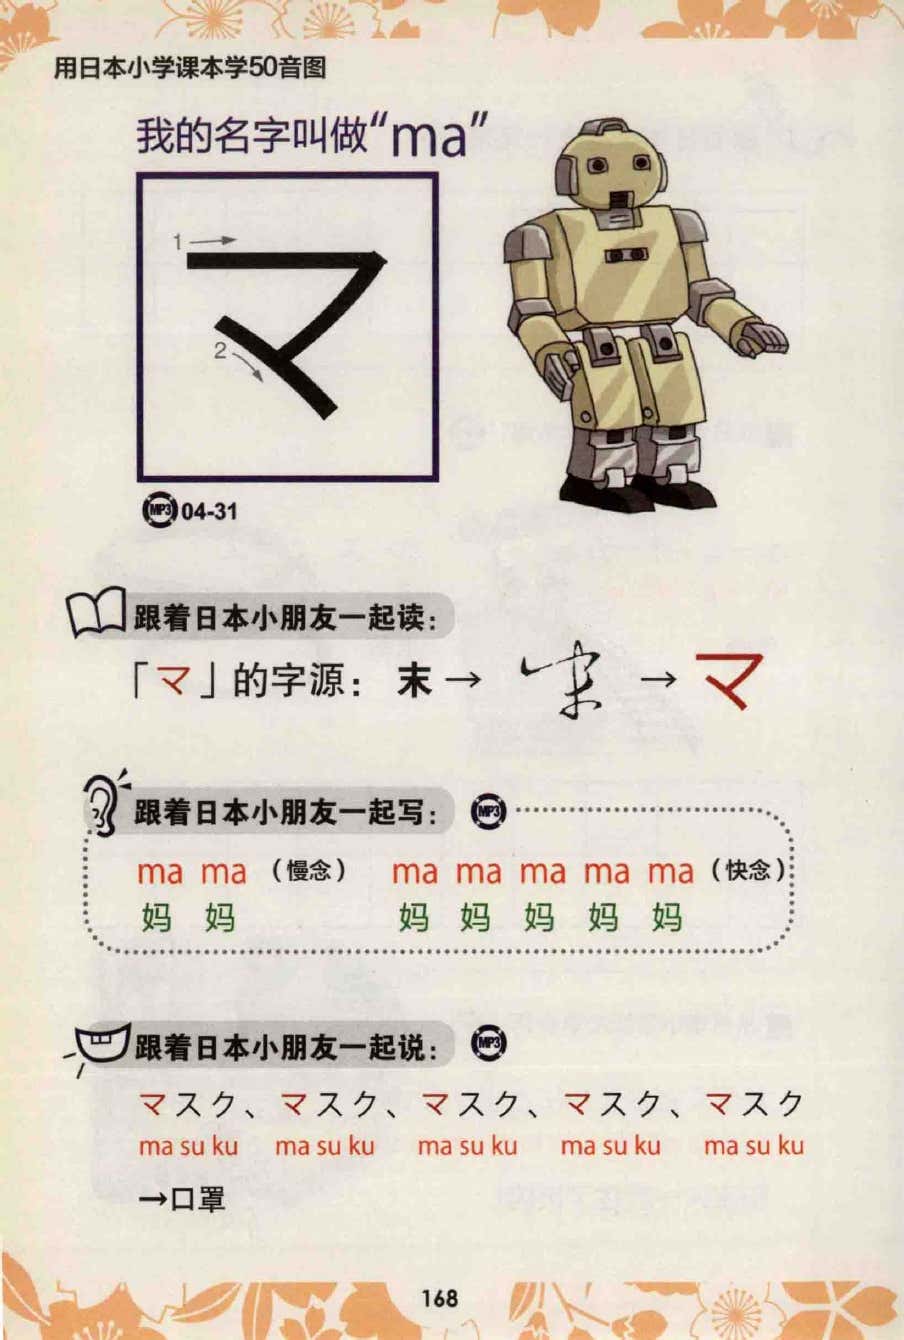 用日本小学课本学50音图
我的名字叫做“ma”
1
マ
2
MP3 04-31
跟着日本小朋友一起读：
「マ」的字源： 末 → → マ
跟着日本小朋友一起写： MP3
ma ma （慢念） ma ma ma ma ma （快念）
妈 妈 妈 妈 妈 妈 妈
跟着日本小朋友一起说： MP3
マスク、マスク、マスク、マスク、マスク
ma su ku ma su ku ma su ku ma su ku ma su ku
→口罩
168